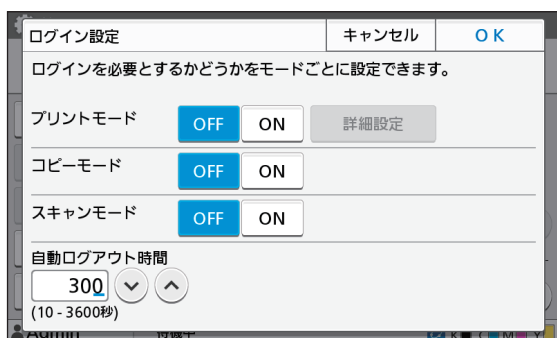 ログイン設定
キャンセル
OK
ログインを必要とするかどうかをモードごとに設定できます。
プリントモード
OFF
ON
詳細設定
コピーモード
OFF
ON
スキャンモード
OFF
ON
自動ログアウト時間
300
(10 - 3600秒)
Admin
待機中
K
C
M
Y